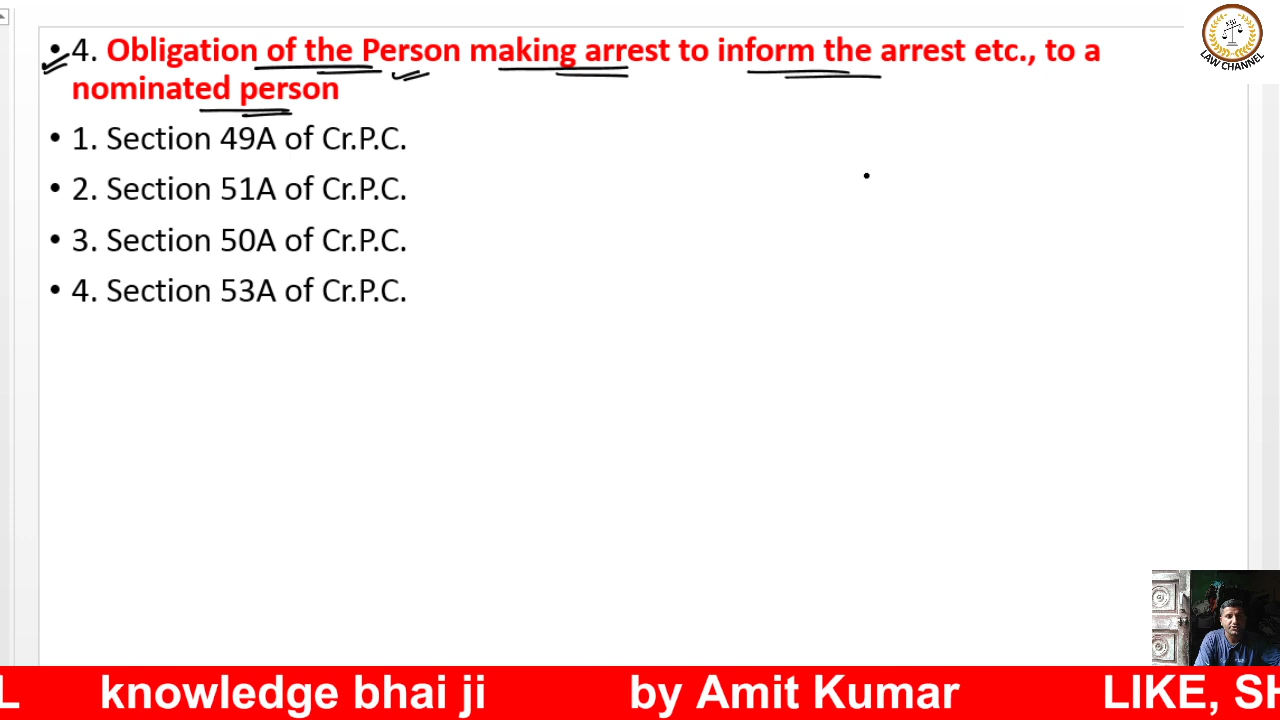 • 4. Obligation of the Person making arrest to inform the arrest etc., to a
nominated person
• 1. Section 49A of Cr.P.C.
• 2. Section 51A of Cr.P.C.
• 3. Section 50A of Cr.P.C.
• 4. Section 53A of Cr.P.C.
LAW CHANNEL
L knowledge bhai ji by Amit Kumar LIKE, SH